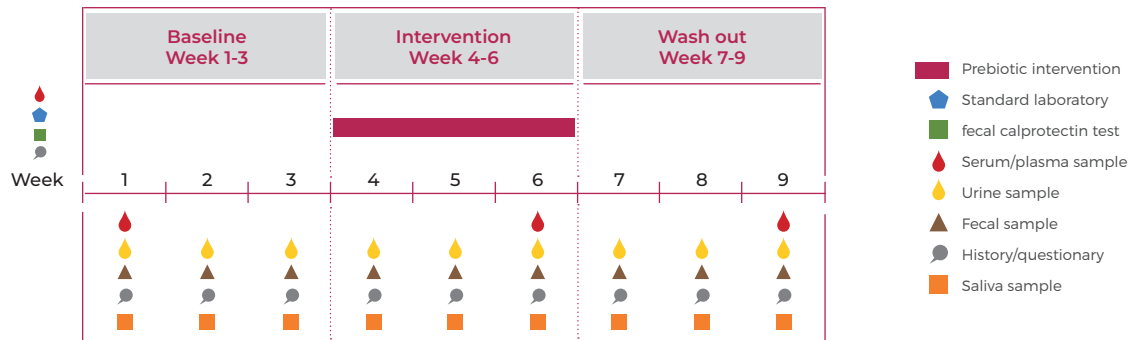 Baseline
Week 1-3
Intervention
Week 4-6
Wash out
Week 7-9
Week 1 2 3 4 5 6 7 8 9
Prebiotic intervention
Standard laboratory
fecal calprotectin test
Serum/plasma sample
Urine sample
Fecal sample
History/questionary
Saliva sample